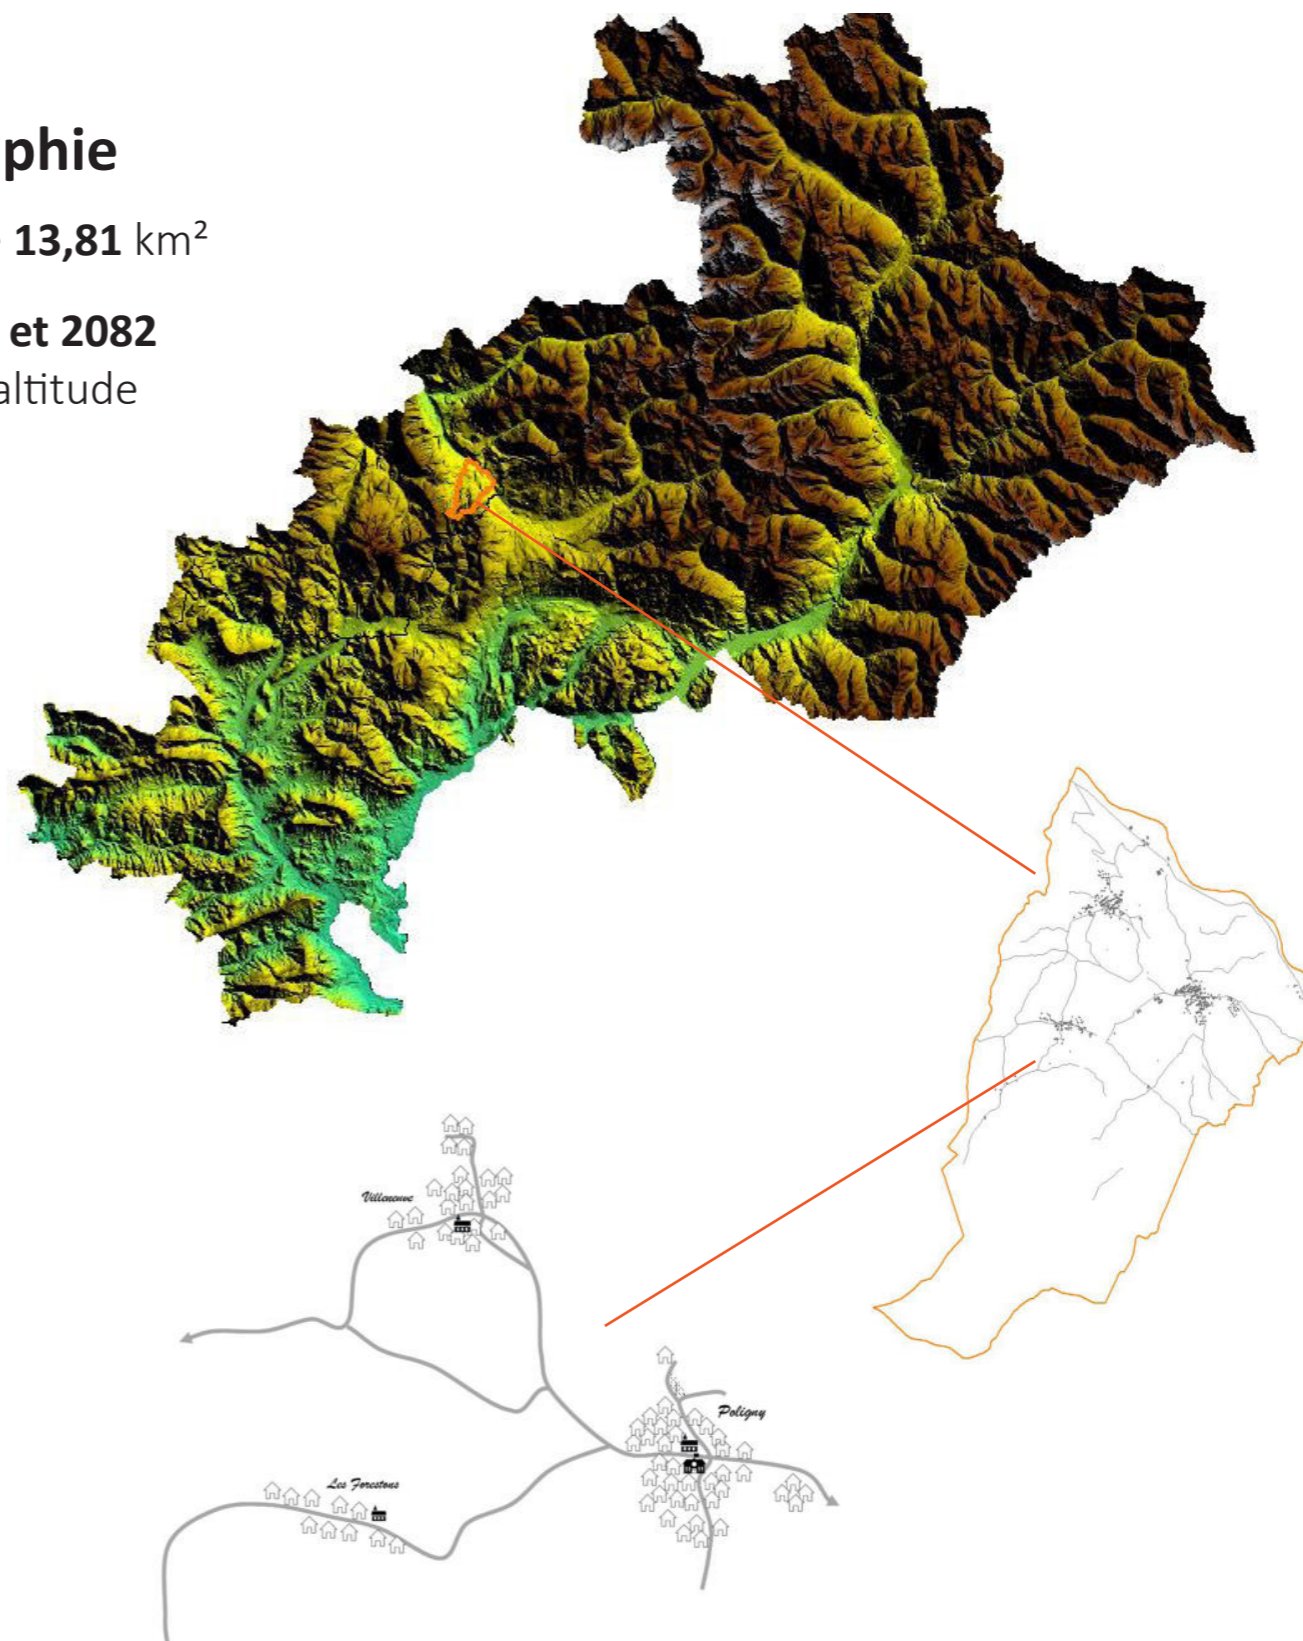 phie
13,81 km²
et 2082
altitude
Villeneuve
Poligny
Les Forestons